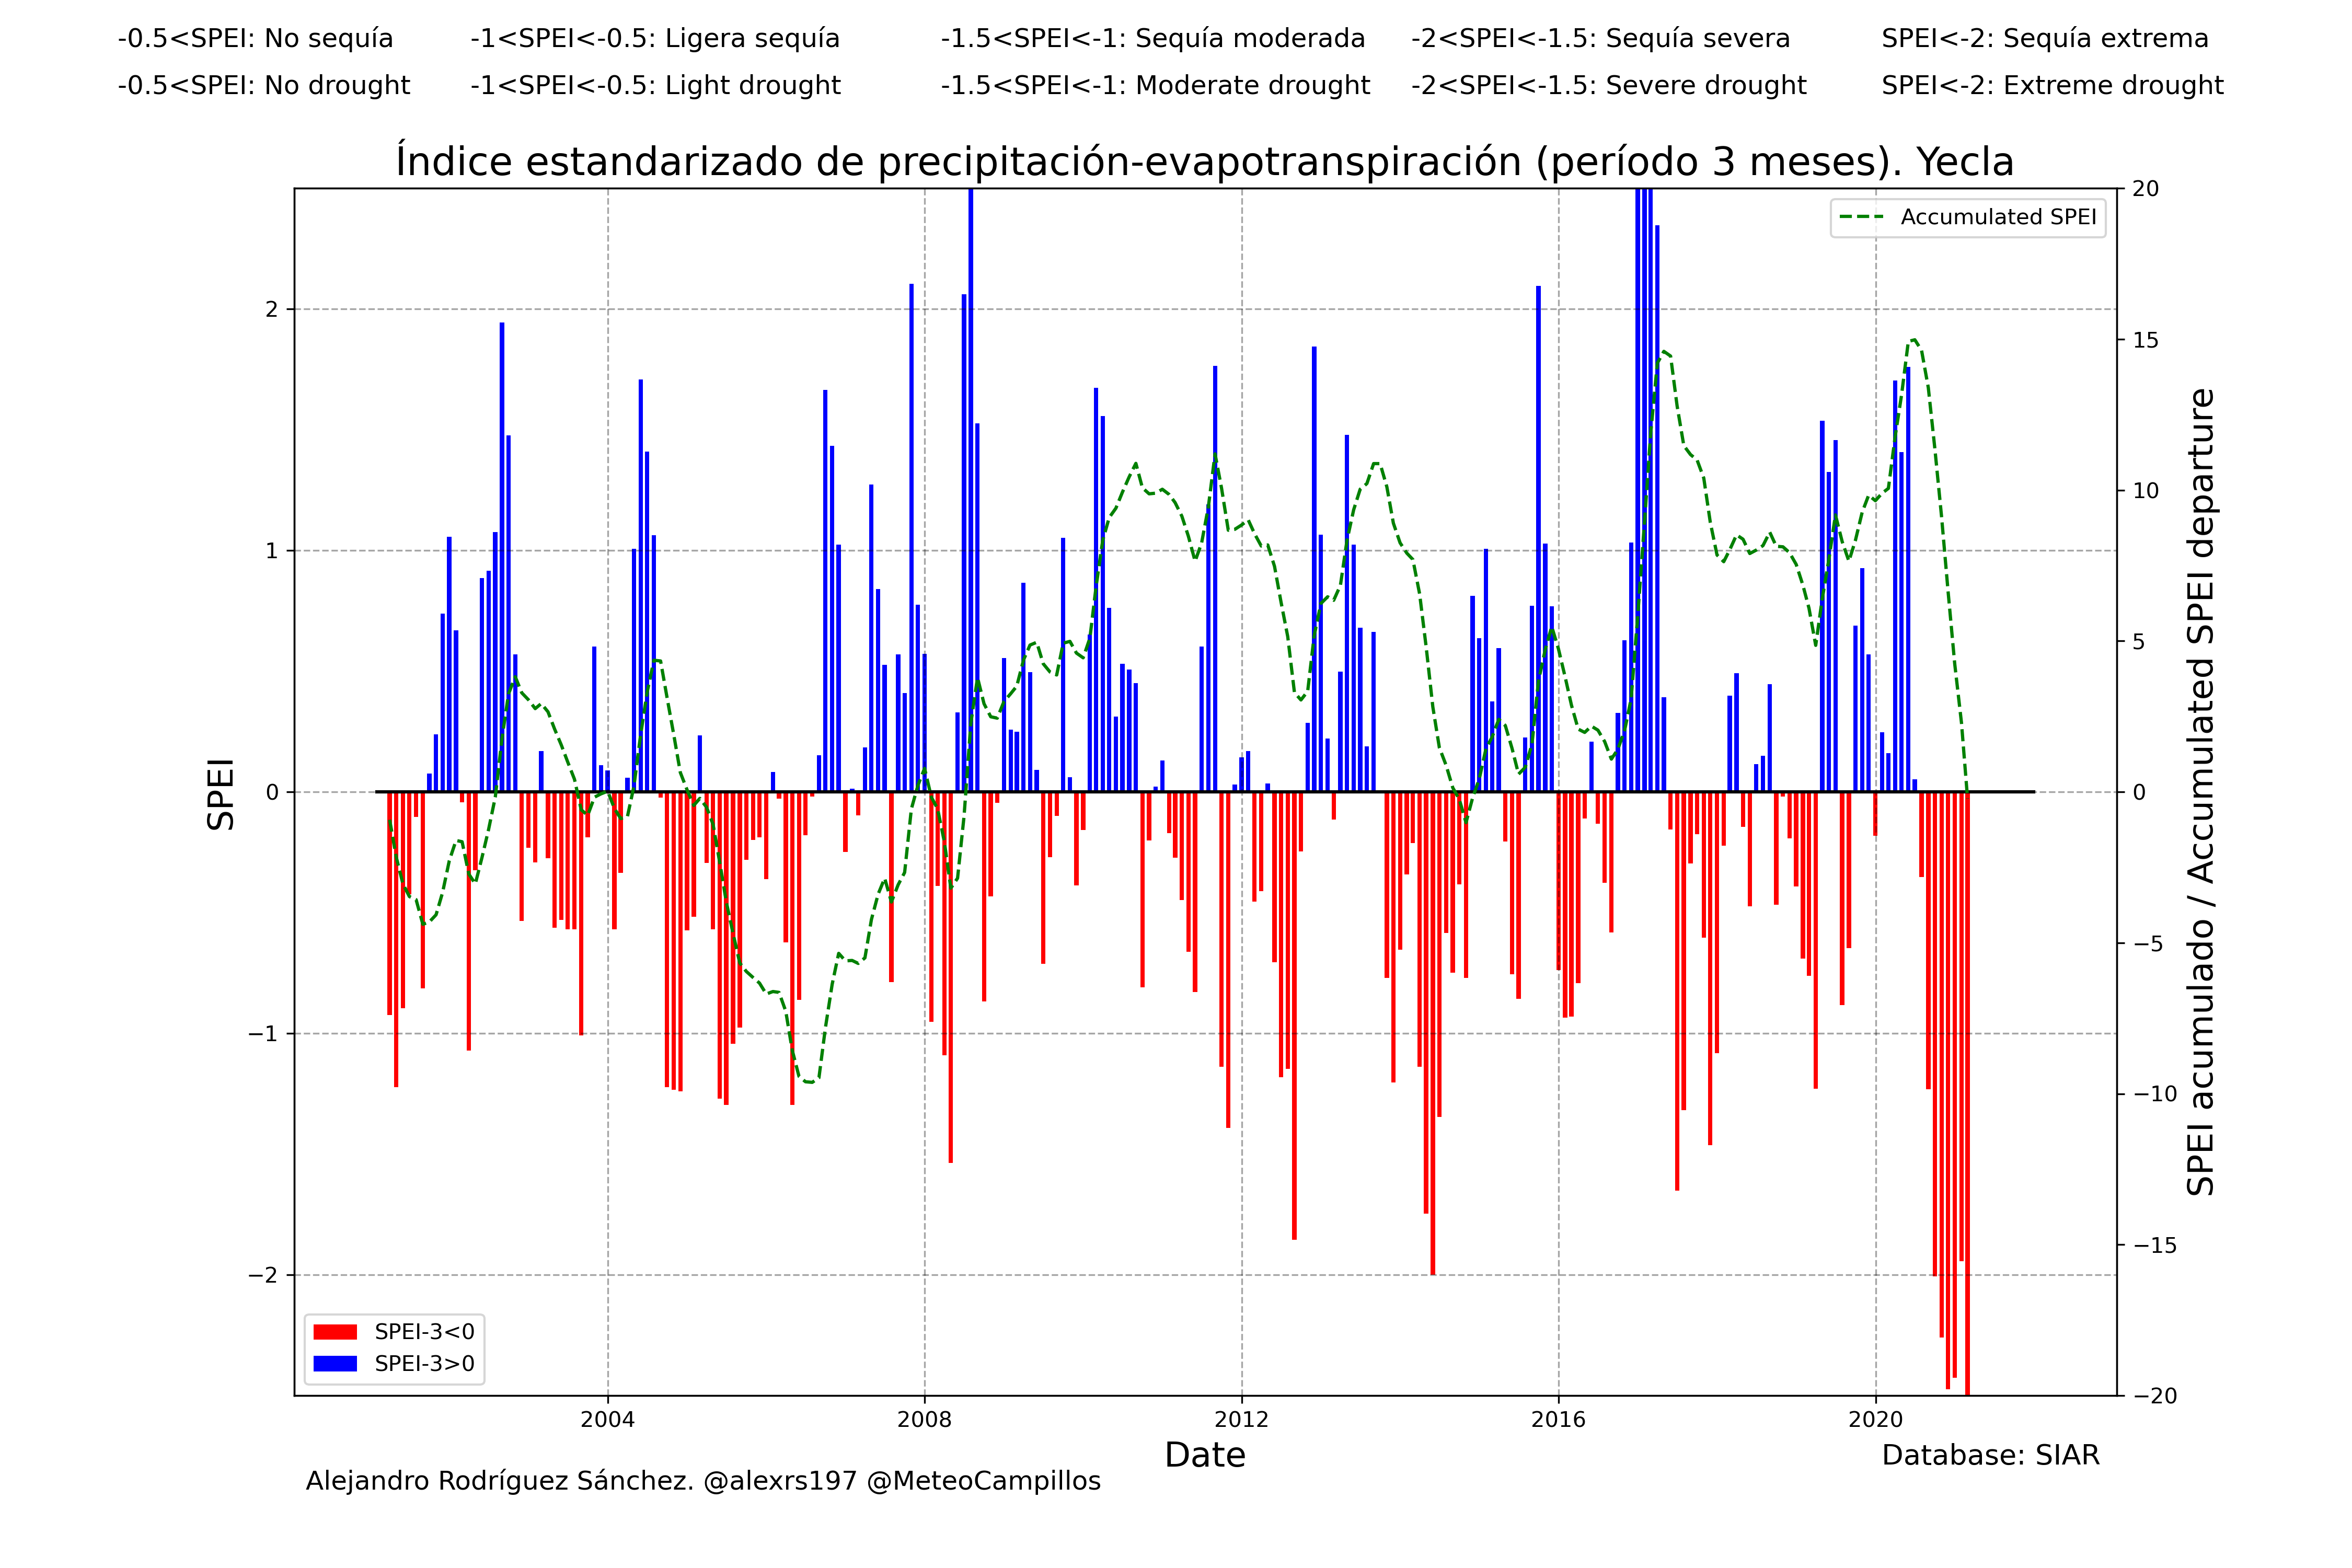 -0.5<SPEI: No sequía -1<SPEI<-0.5: Ligera sequía -1.5<SPEI<-1: Sequía moderada -2<SPEI<-1.5: Sequía severa SPEI<-2: Sequía extrema
-0.5<SPEI: No drought -1<SPEI<-0.5: Light drought -1.5<SPEI<-1: Moderate drought -2<SPEI<-1.5: Severe drought SPEI<-2: Extreme drought
Índice estandarizado de precipitación-evapotranspiración (período 3 meses). Yecla
Accumulated SPEI
SPEI
2
1
0
−1
−2
20
15
10
5
0
−5
−10
−15
−20
SPEI acumulado / Accumulated SPEI departure
SPEI-3<0
SPEI-3>0
2004 2008 2012 2016 2020
Date
Database: SIAR
Alejandro Rodríguez Sánchez. @alexrs197 @MeteoCampillos